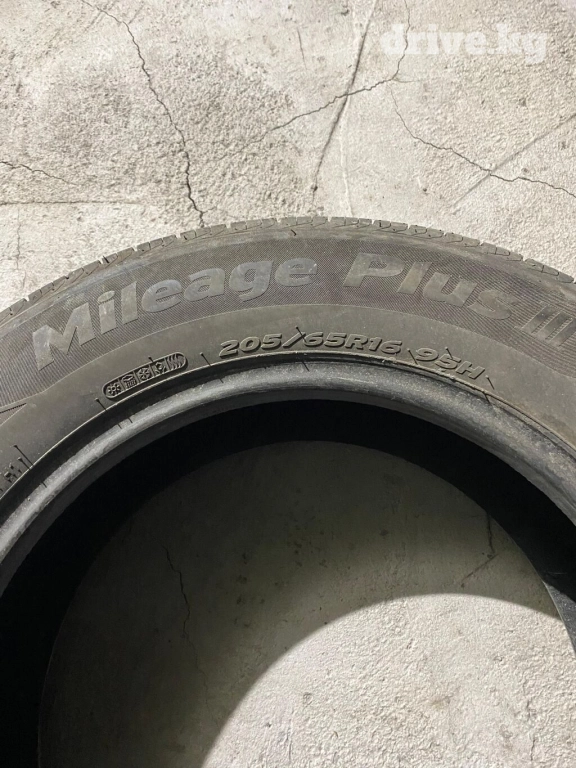 drive.kg
Mileage Plus III
205/65R16 95H